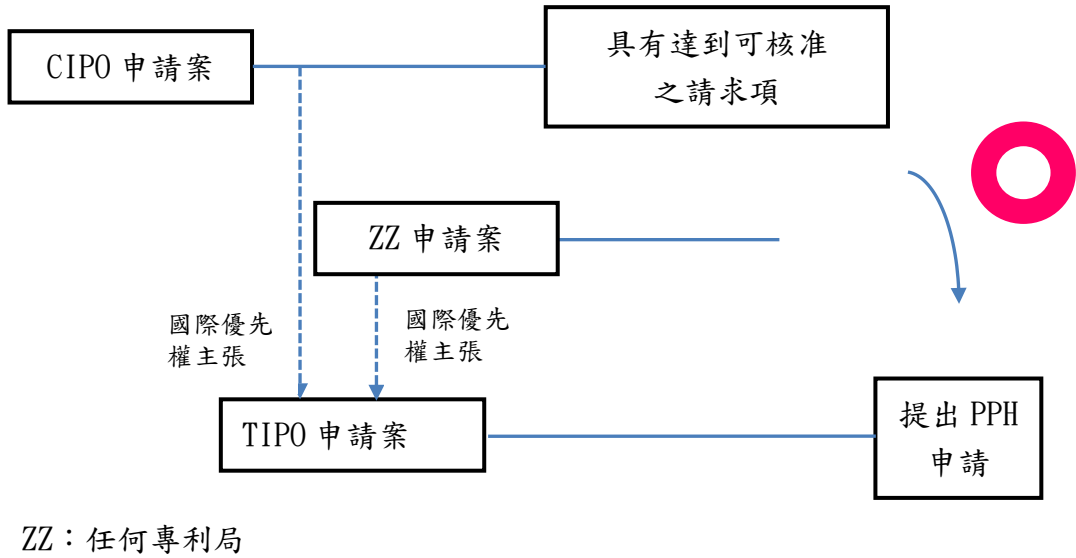 CIPO 申請案
具有達到可核准
之請求項
ZZ 申請案
國際優先
權主張
國際優先
權主張
TIPO 申請案
提出 PPH
申請
ZZ：任何專利局